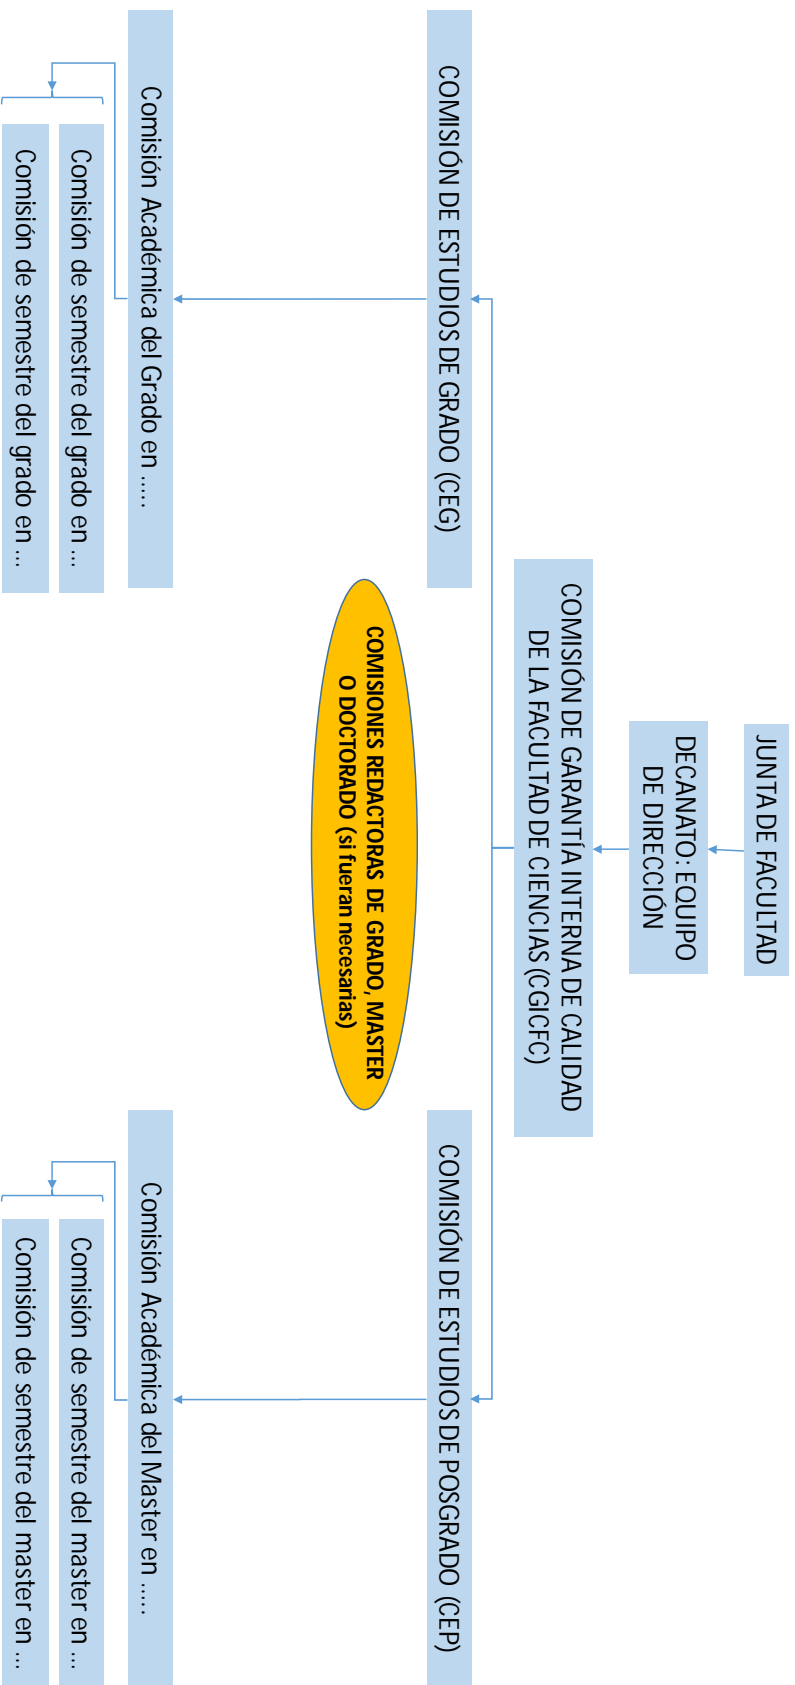 JUNTA DE FACULTAD
DECANATO: EQUIPO
DE DIRECCIÓN
COMISIÓN DE GARANTÍA INTERNA DE CALIDAD
DE LA FACULTAD DE CIENCIAS (CGICFC)
COMISIÓN DE ESTUDIOS DE GRADO (CEG)
COMISIÓN DE ESTUDIOS DE POSGRADO (CEP)
COMISIONES REDACTORAS DE GRADO, MASTER
O DOCTORADO (si fueran necesarias)
Comisión Académica del Grado en ……
Comisión Académica del Master en ……
Comisión de semestre del grado en …
Comisión de semestre del master en …
Comisión de semestre del grado en …
Comisión de semestre del master en …